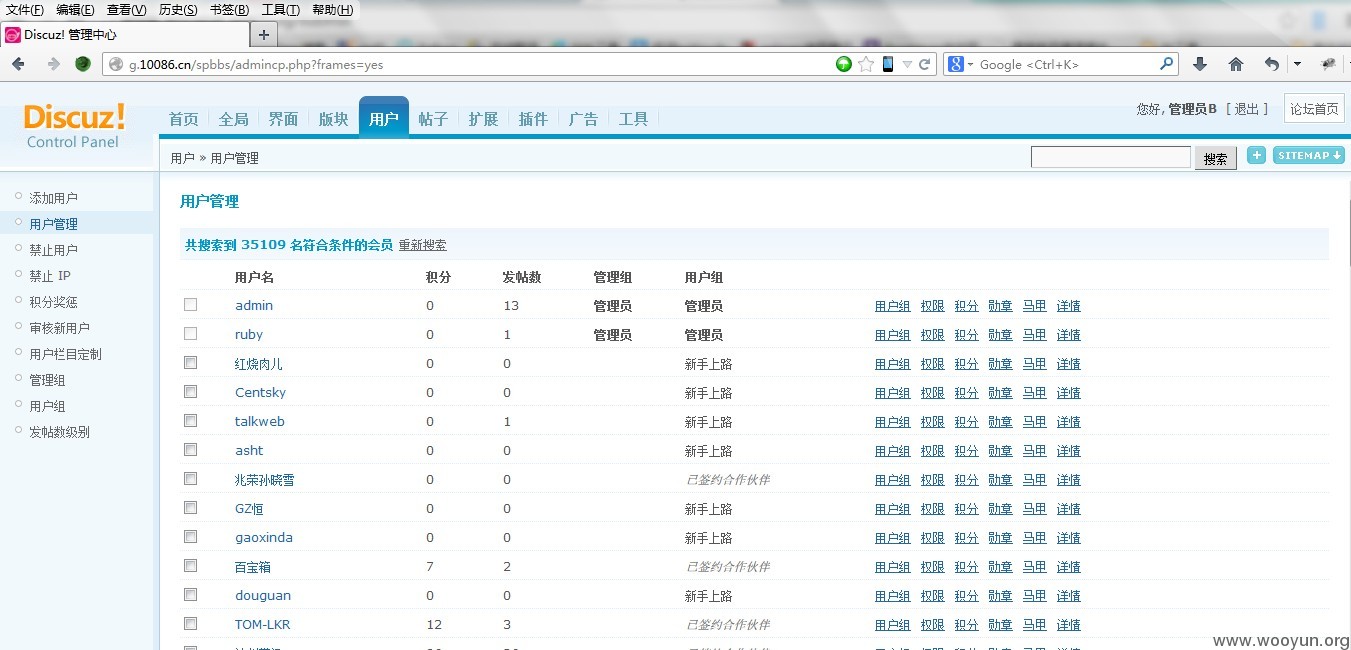 文件(F) 编辑(E) 查看(V) 历史(S) 书签(B) 工具(T) 帮助(H)
Discuz! 管理中心
g.10086.cn/spbbs/admincp.php?frames=yes
Google <Ctrl+K>
Discuz!
Control Panel
首页 全局 界面 版块 用户 帖子 扩展 插件 广告 工具
您好, 管理员B [ 退出 ] 论坛首页
用户 » 用户管理
搜索
SITEMAP
添加用户
用户管理
禁止用户
禁止 IP
积分奖惩
审核新用户
用户栏目定制
管理组
用户组
发帖数级别
用户管理
共搜索到 35109 名符合条件的会员 重新搜索
用户名 积分 发帖数 管理组 用户组
admin 0 13 管理员 管理员 用户组 权限 积分 勋章 马甲 详情
ruby 0 1 管理员 管理员 用户组 权限 积分 勋章 马甲 详情
红烧肉儿 0 0 新手上路 用户组 权限 积分 勋章 马甲 详情
Centsky 0 0 新手上路 用户组 权限 积分 勋章 马甲 详情
talkweb 0 1 新手上路 用户组 权限 积分 勋章 马甲 详情
asht 0 0 新手上路 用户组 权限 积分 勋章 马甲 详情
兆荣孙晓雪 0 0 已签约合作伙伴 用户组 权限 积分 勋章 马甲 详情
GZ恒 0 0 新手上路 用户组 权限 积分 勋章 马甲 详情
gaoxinda 0 0 新手上路 用户组 权限 积分 勋章 马甲 详情
百宝箱 7 2 已签约合作伙伴 用户组 权限 积分 勋章 马甲 详情
douguan 0 0 新手上路 用户组 权限 积分 勋章 马甲 详情
TOM-LKR 12 3 已签约合作伙伴 用户组 权限 积分 勋章 马甲 详情
www.wooyun.org